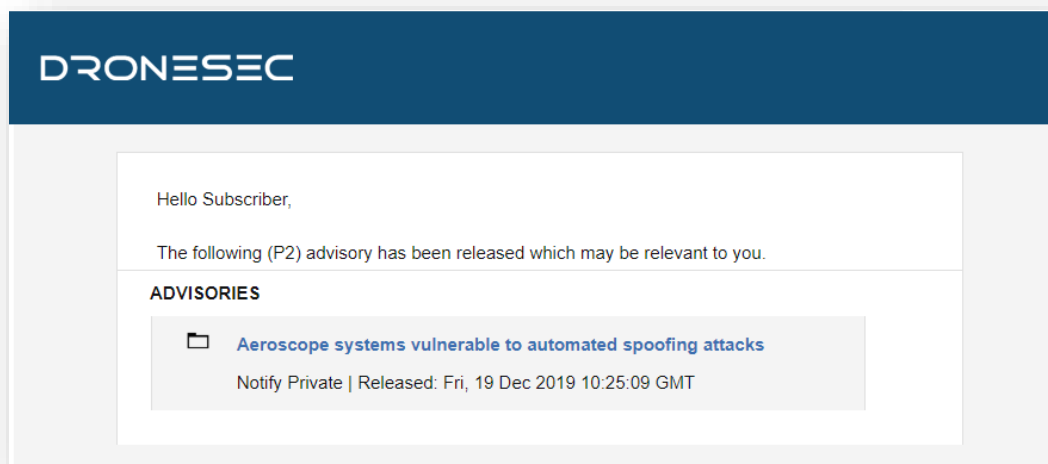 DRONESEC
Hello Subscriber,
The following (P2) advisory has been released which may be relevant to you.
ADVISORIES
Aeroscope systems vulnerable to automated spoofing attacks
Notify Private | Released: Fri, 19 Dec 2019 10:25:09 GMT